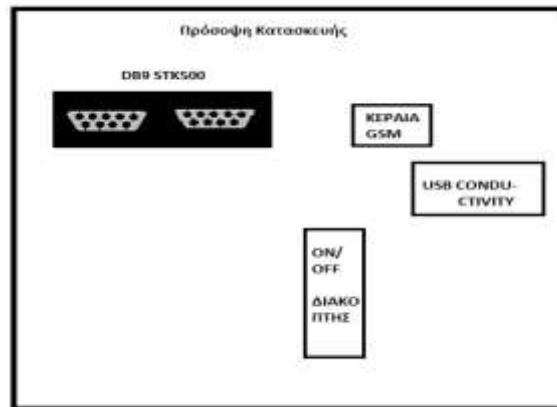 Πρόσοψη Κατασκευής
DB9 STK500
ΚΕΡΑΙΑ
GSM
USB CONDU-
CTIVITY
ON/
OFF
ΔΙΑΚΟ
ΠΤΗΣ